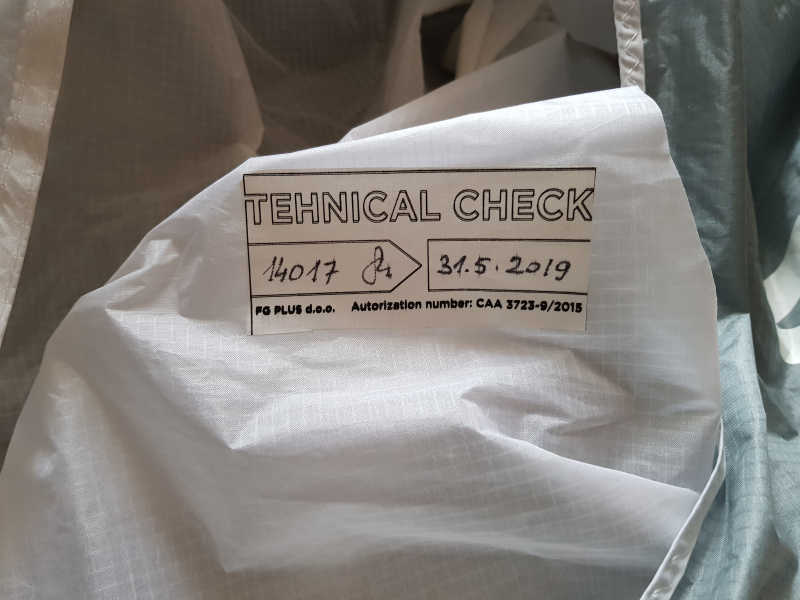 TEHNICAL CHECK
14017 31.5.2019
FG PLUS d.o.o. Autorization number: CAA 3723-9/2015